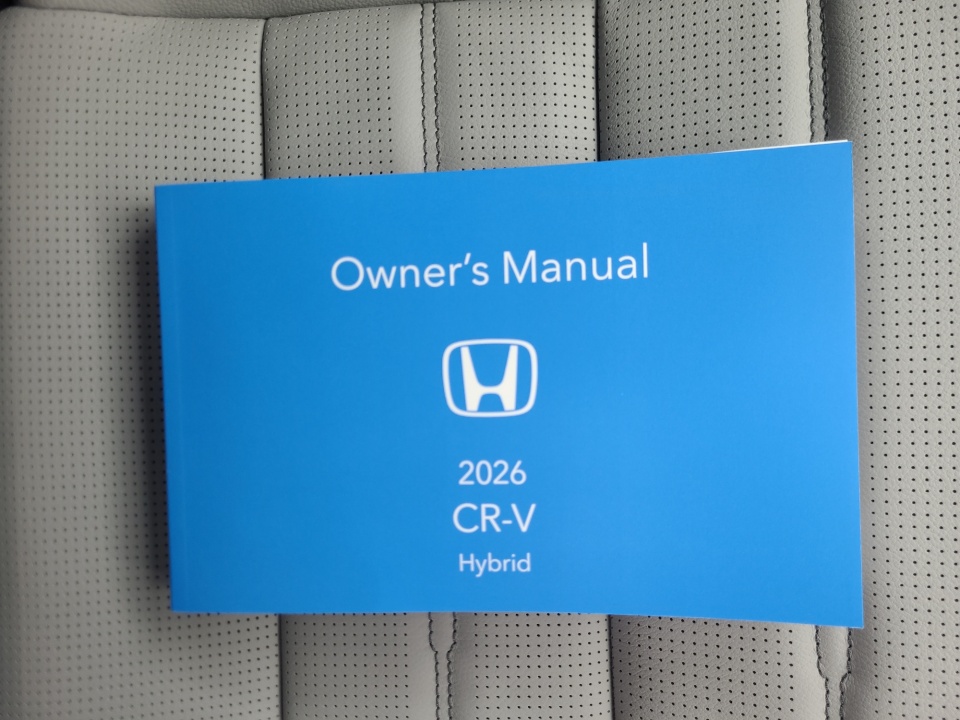 Owner's Manual
2026
CR-V
Hybrid